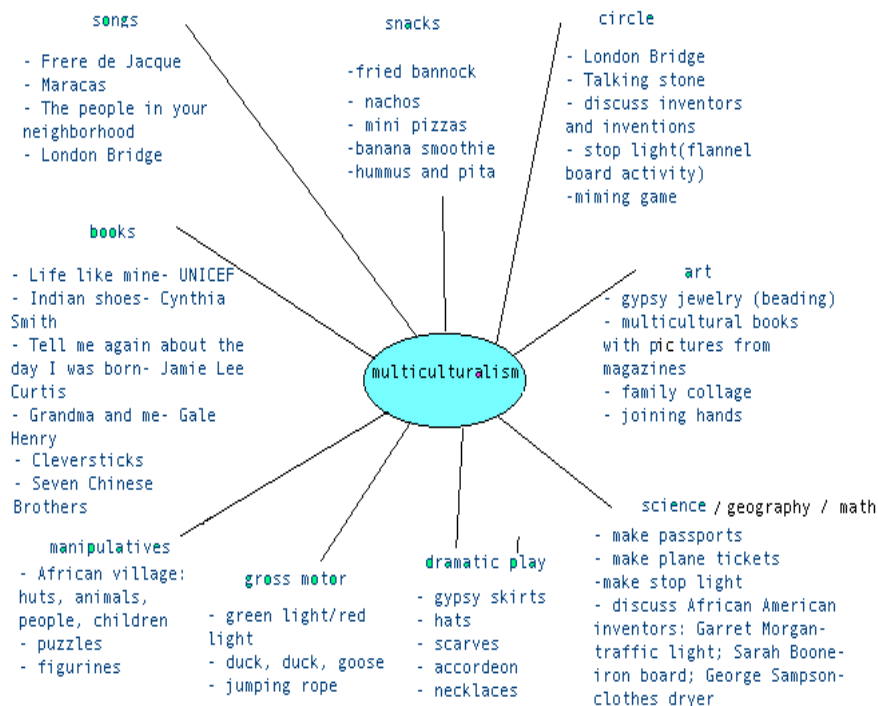 songs
- Frere de Jacque
- Maracas
- The people in your
neighborhood
- London Bridge
snacks
-fried bannock
- nachos
- mini pizzas
-banana smoothie
-hummus and pita
circle
- London Bridge
- Talking stone
- discuss inventors
and inventions
- stop light(flannel
board activity)
-miming game
books
- Life like mine- UNICEF
- Indian shoes- Cynthia
Smith
- Tell me again about the
day I was born- Jamie Lee
Curtis
- Grandma and me- Gale
Henry
- Cleversticks
- Seven Chinese
Brothers
multiculturalism
art
- gypsy jewelry (beading)
- multicultural books
with pictures from
magazines
- family collage
- joining hands
manipulatives
- African village:
huts, animals,
people, children
- puzzles
- figurines
gross motor
- green light/red
light
- duck, duck, goose
- jumping rope
dramatic play
- gypsy skirts
- hats
- scarves
- accordeon
- necklaces
science / geography / math
- make passports
- make plane tickets
-make stop light
- discuss African American
inventors: Garret Morgan-
traffic light; Sarah Boone-
iron board; George Sampson-
clothes dryer